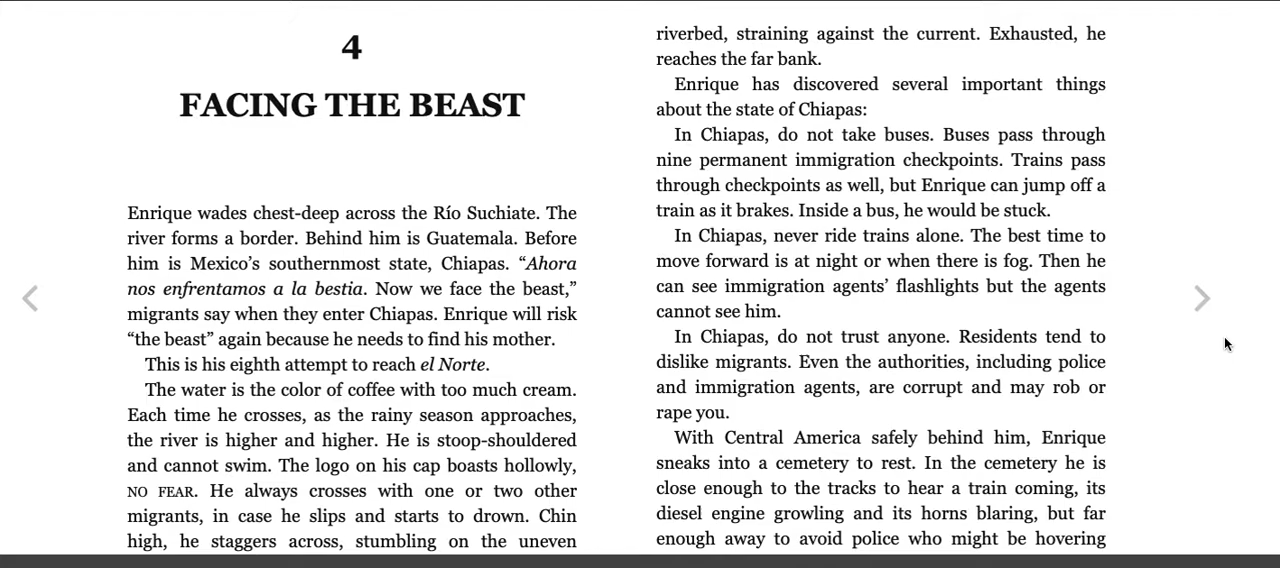 4
FACING THE BEAST
Enrique wades chest-deep across the Río Suchiate. The
river forms a border. Behind him is Guatemala. Before
him is Mexico’s southernmost state, Chiapas. “Ahora
nos enfrentamos a la bestia. Now we face the beast,”
migrants say when they enter Chiapas. Enrique will risk
“the beast” again because he needs to find his mother.
This is his eighth attempt to reach el Norte.
The water is the color of coffee with too much cream.
Each time he crosses, as the rainy season approaches,
the river is higher and higher. He is stoop-shouldered
and cannot swim. The logo on his cap boasts hollowly,
NO FEAR. He always crosses with one or two other
migrants, in case he slips and starts to drown. Chin
high, he staggers across, stumbling on the uneven
riverbed, straining against the current. Exhausted, he
reaches the far bank.
Enrique has discovered several important things
about the state of Chiapas:
In Chiapas, do not take buses. Buses pass through
nine permanent immigration checkpoints. Trains pass
through checkpoints as well, but Enrique can jump off a
train as it brakes. Inside a bus, he would be stuck.
In Chiapas, never ride trains alone. The best time to
move forward is at night or when there is fog. Then he
can see immigration agents’ flashlights but the agents
cannot see him.
In Chiapas, do not trust anyone. Residents tend to
dislike migrants. Even the authorities, including police
and immigration agents, are corrupt and may rob or
rape you.
With Central America safely behind him, Enrique
sneaks into a cemetery to rest. In the cemetery he is
close enough to the tracks to hear a train coming, its
diesel engine growling and its horns blaring, but far
enough away to avoid police who might be hovering